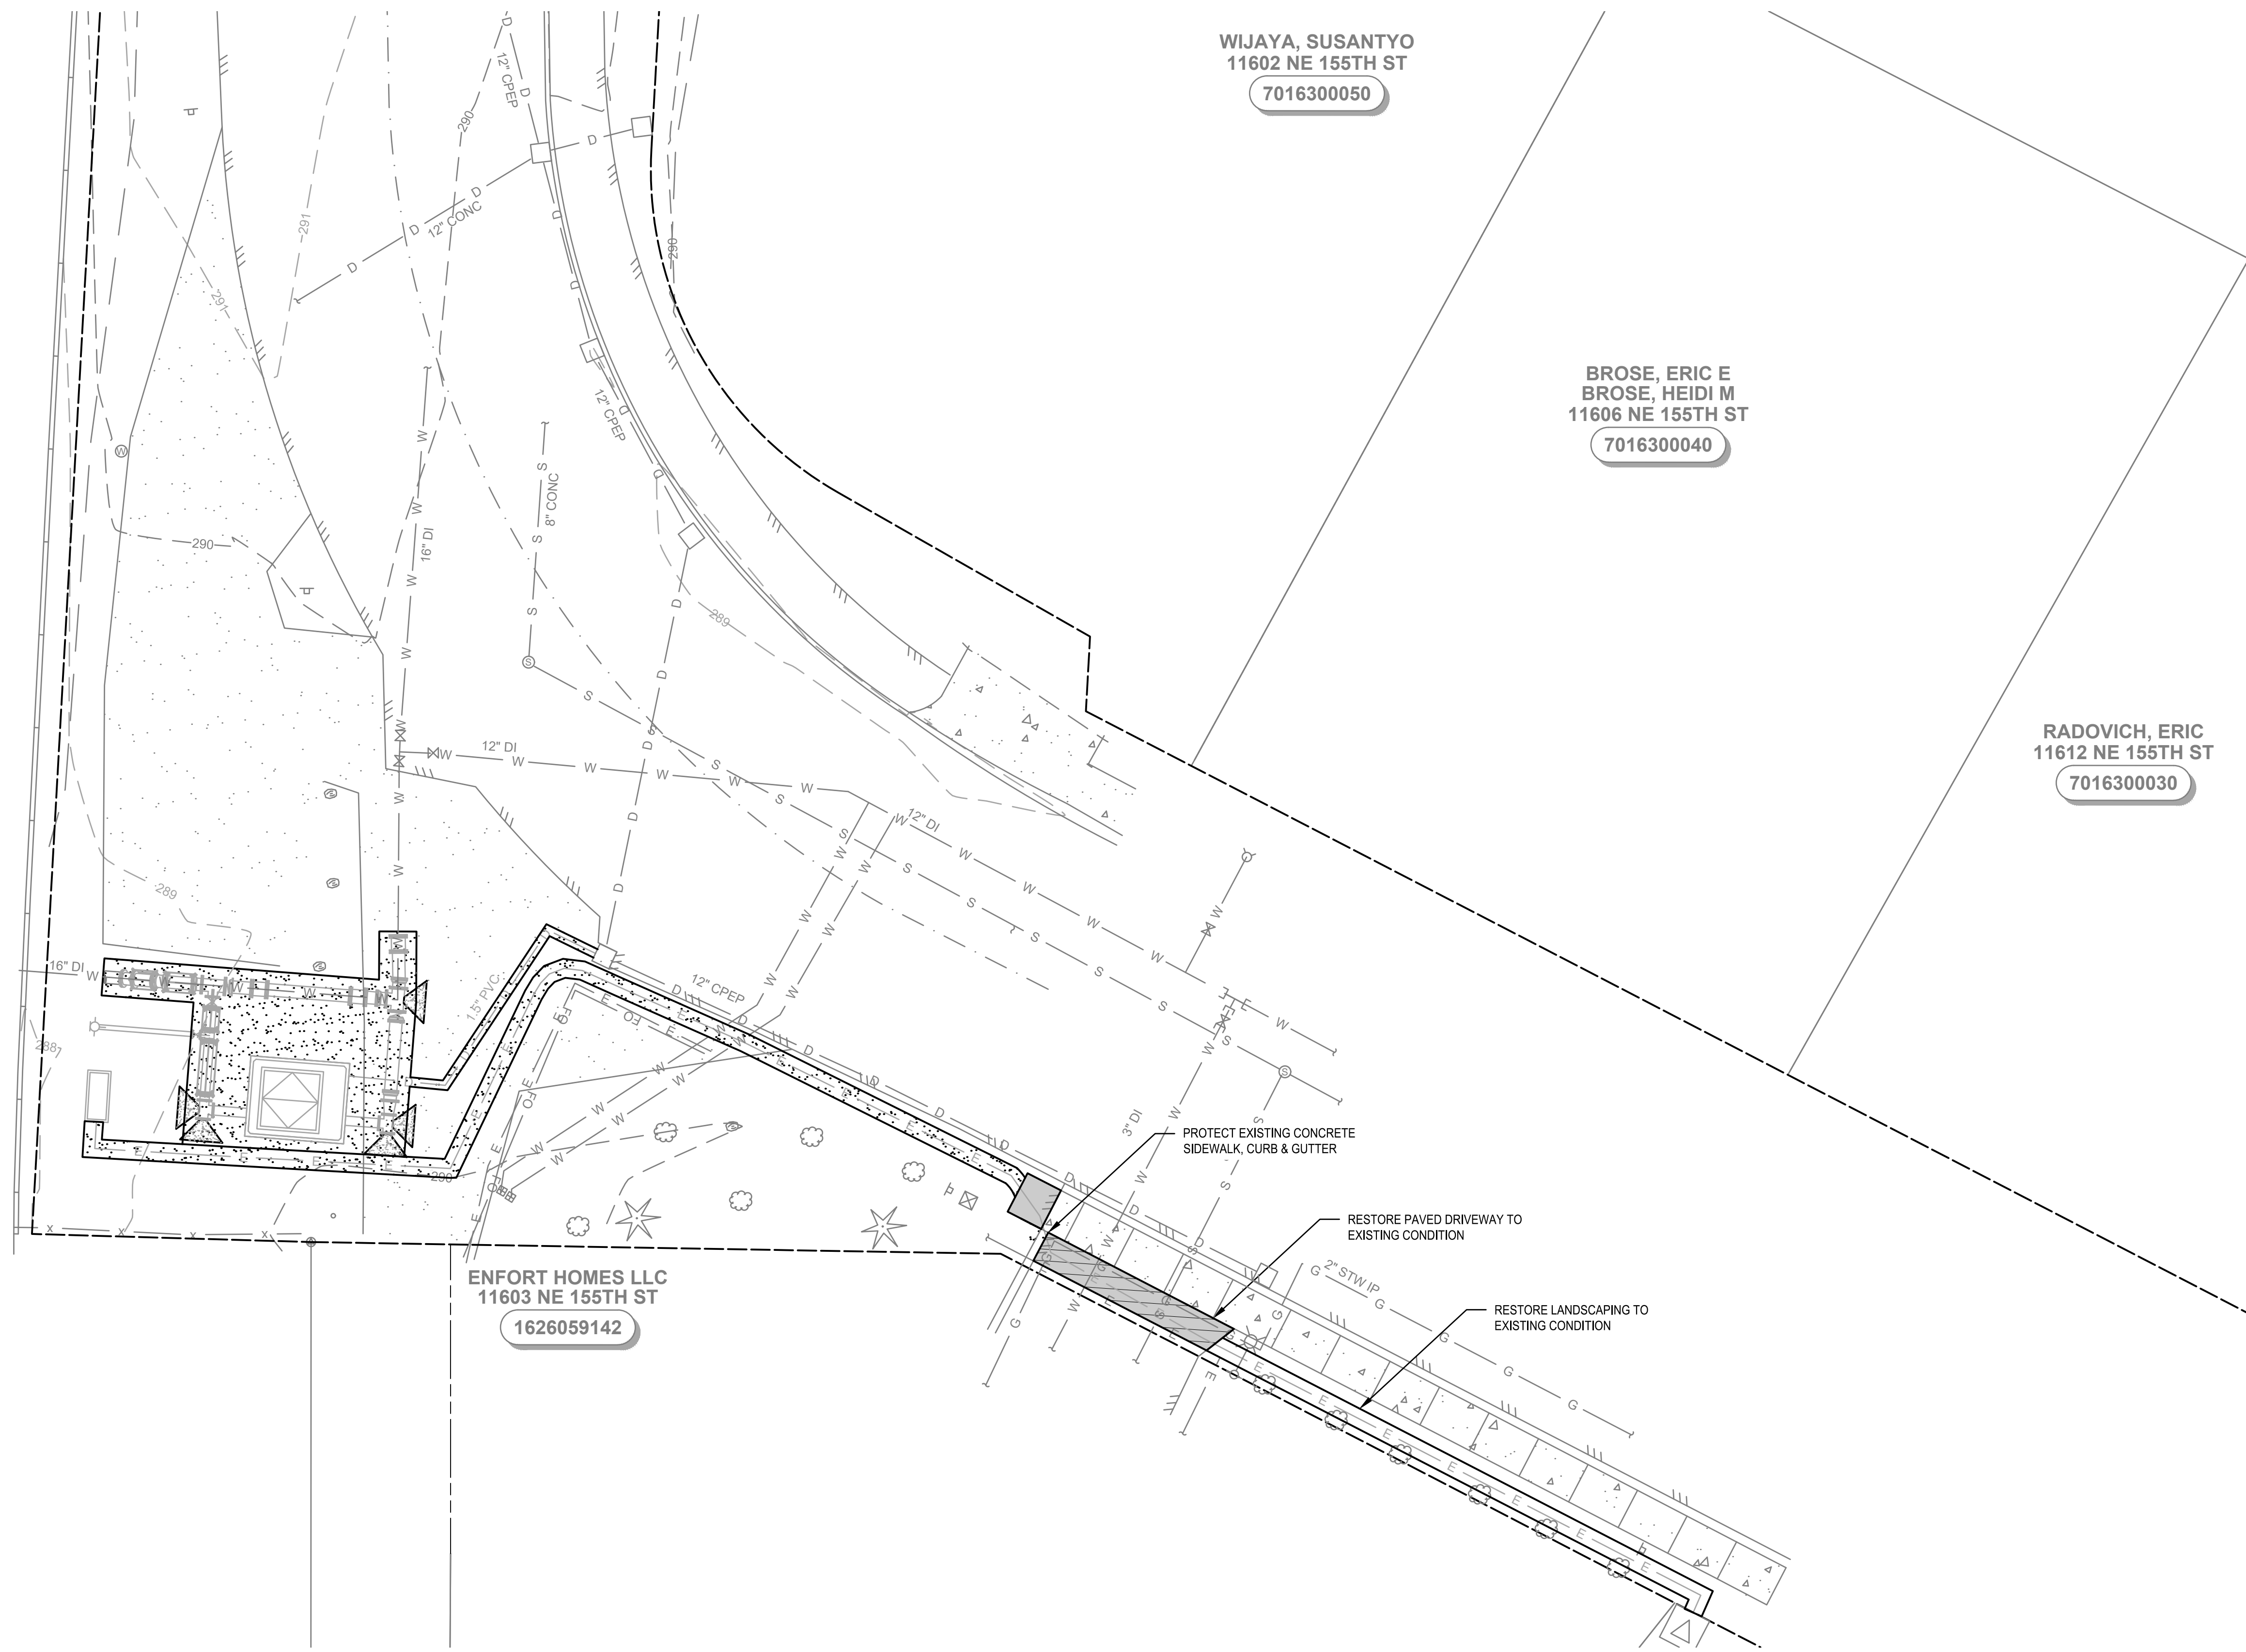 WIJAYA, SUSANTYO
11602 NE 155TH ST
7016300050
BROSE, ERIC E
BROSE, HEIDI M
11606 NE 155TH ST
7016300040
RADOVICH, ERIC
11612 NE 155TH ST
7016300030
ENFORT HOMES LLC
11603 NE 155TH ST
1626059142
PROTECT EXISTING CONCRETE
SIDEWALK, CURB & GUTTER
RESTORE PAVED DRIVEWAY TO
EXISTING CONDITION
RESTORE LANDSCAPING TO
EXISTING CONDITION
12" CPEP
290
12" CONC
291
291
290
12" CPEP
8" CONC
16" DI
290
289
12" DI
12" DI
289
16" DI
1.5" PVC
12" CPEP
288
3" DI
290
2" STW IP